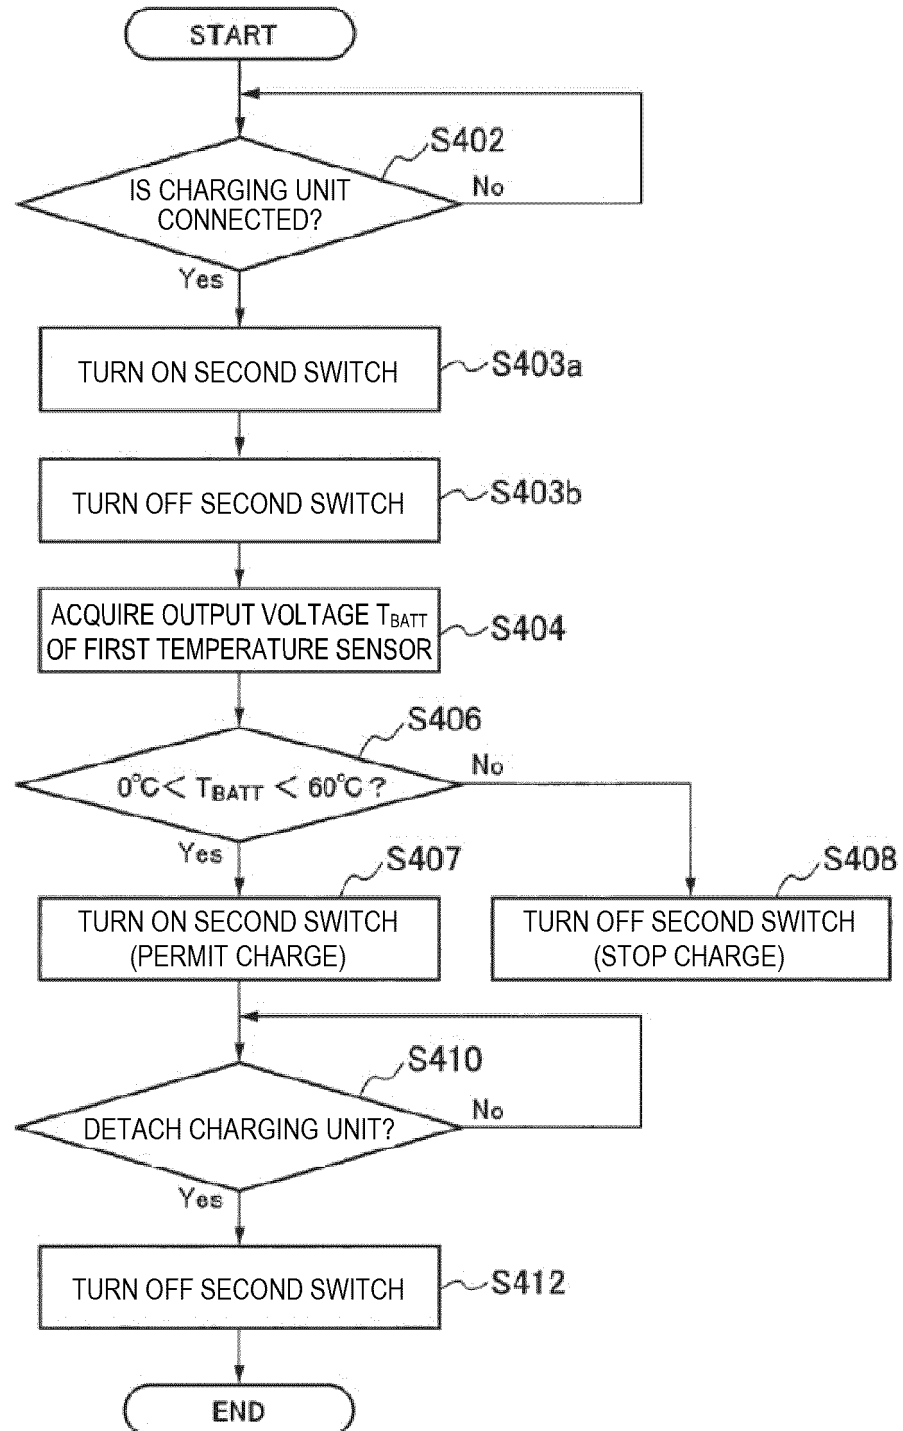 START
S402
IS CHARGING UNIT
CONNECTED?
No
Yes
TURN ON SECOND SWITCH
S403a
TURN OFF SECOND SWITCH
S403b
ACQUIRE OUTPUT VOLTAGE TBATT
OF FIRST TEMPERATURE SENSOR
S404
S406
0℃ < TBATT < 60℃ ?
No
Yes
S407
TURN ON SECOND SWITCH
(PERMIT CHARGE)
S408
TURN OFF SECOND SWITCH
(STOP CHARGE)
S410
DETACH CHARGING UNIT?
No
Yes
TURN OFF SECOND SWITCH
S412
END